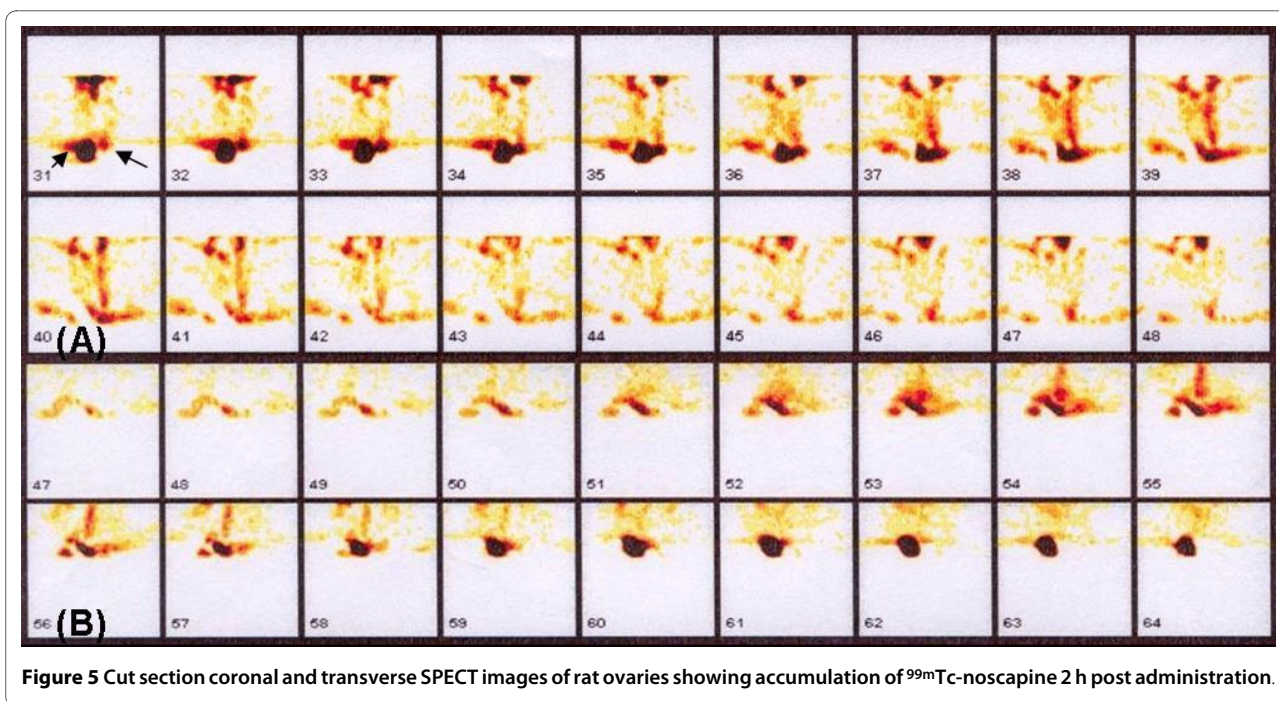 31 32 33 34 35 36 37 38 39
40 (A) 41 42 43 44 45 46 47 48
47 48 49 50 51 52 53 54 55
56 (B) 57 58 59 60 61 62 63 64
Figure 5 Cut section coronal and transverse SPECT images of rat ovaries showing accumulation of 99mTc-noscapine 2 h post administration.